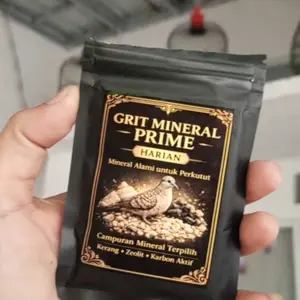 GRIT MINERAL
PRIME
HARIAN
Mineral Alami untuk Perkutut
Campuran Mineral Terpilih
Kerang • Zeolit • Karbon Aktif